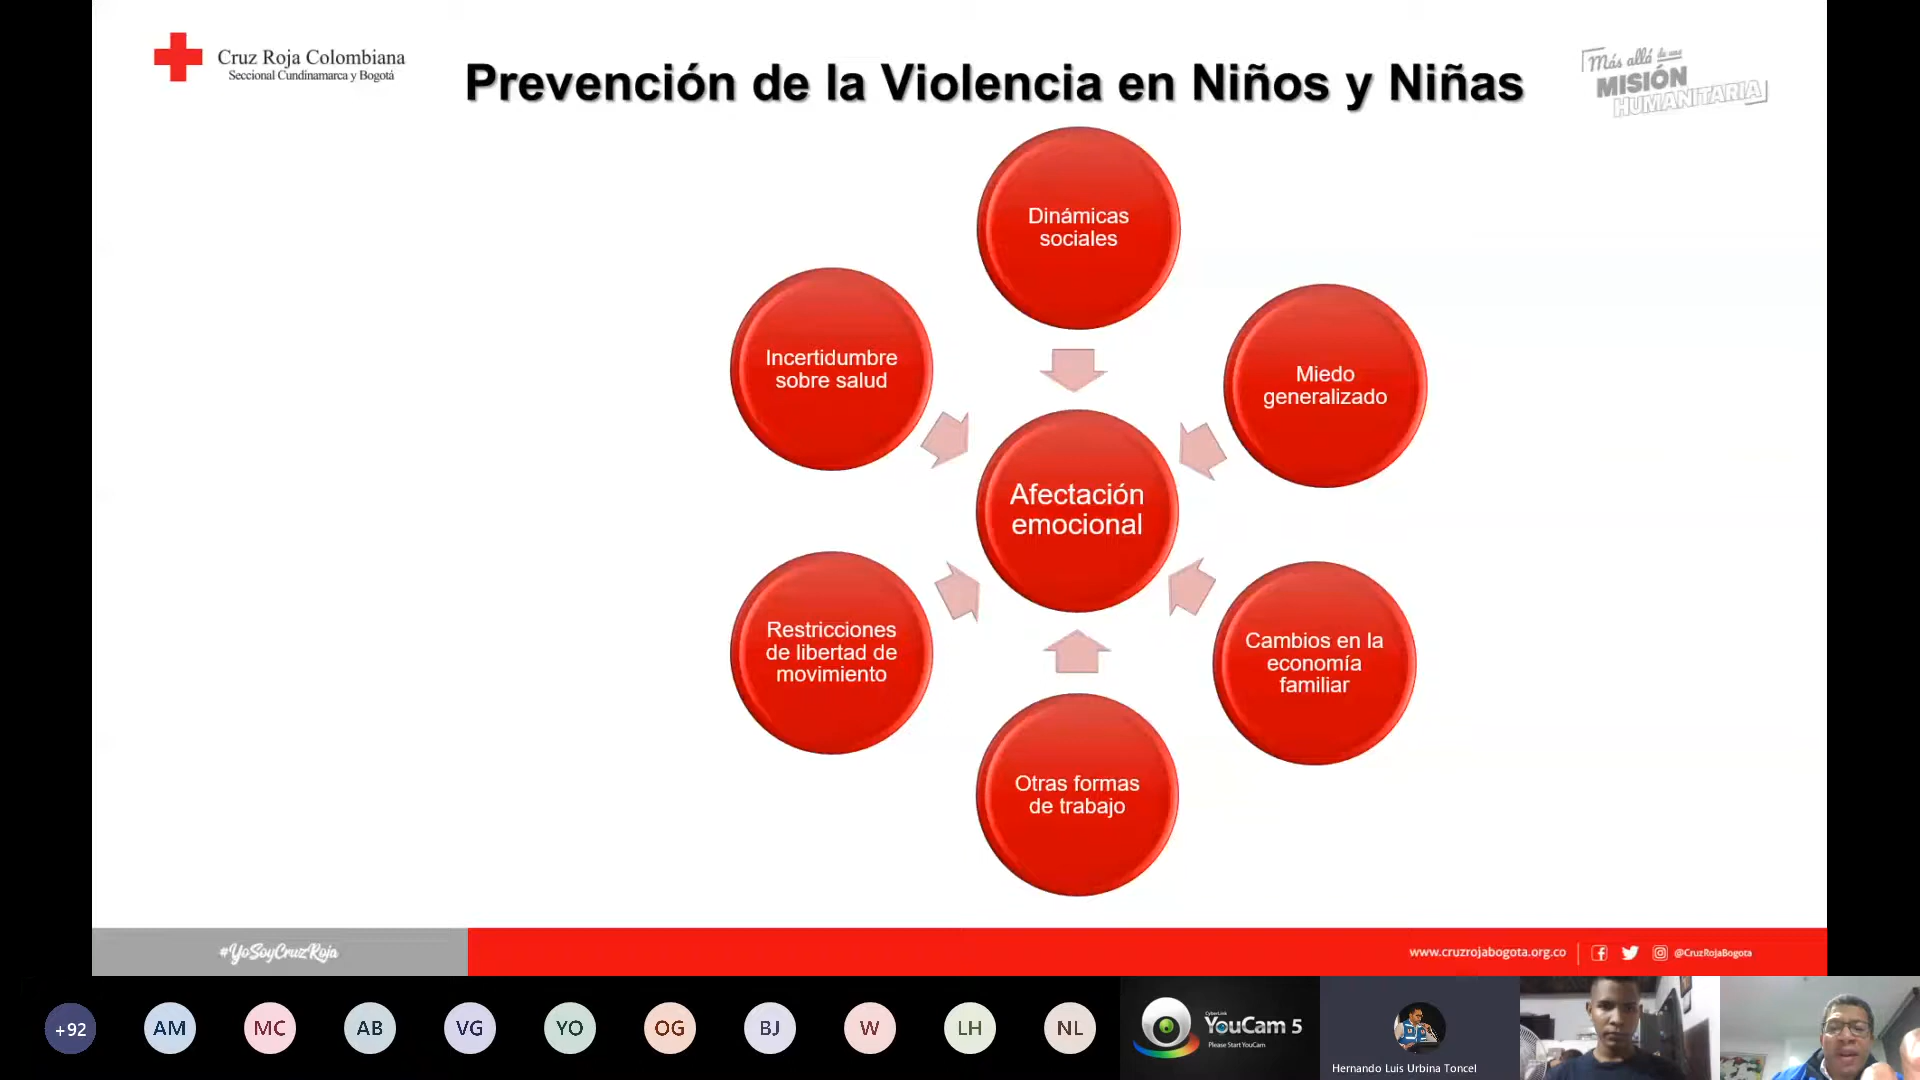 Cruz Roja Colombiana
Seccional Cundinamarca y Bogotá
Prevención de la Violencia en Niños y Niñas
Más allá de una
MISIÓN
HUMANITARIA
Dinámicas
sociales
Incertidumbre
sobre salud
Miedo
generalizado
Afectación
emocional
Restricciones
de libertad de
movimiento
Cambios en la
economía
familiar
Otras formas
de trabajo
#YoSoyCruzRoja
www.cruzrojabogota.org.co
@CruzRojaBogota
+92
AM
MC
AB
VG
YO
OG
BJ
W
LH
NL
CyberLink
YouCam 5
Please Start YouCam
Hernando Luis Urbina Toncel